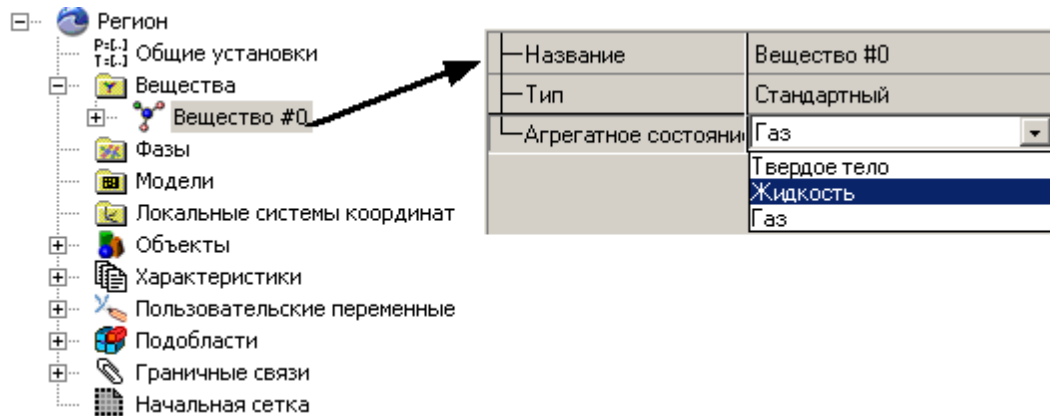 Регион
P=[..]
T=[..] Общие установки
Вещества
Вещество #0
Фазы
Модели
Локальные системы координат
Объекты
Характеристики
Пользовательские переменные
Подобласти
Граничные связи
Начальная сетка
Название Вещество #0
Тип Стандартный
Агрегатное состояни Газ
Твердое тело
Жидкость
Газ